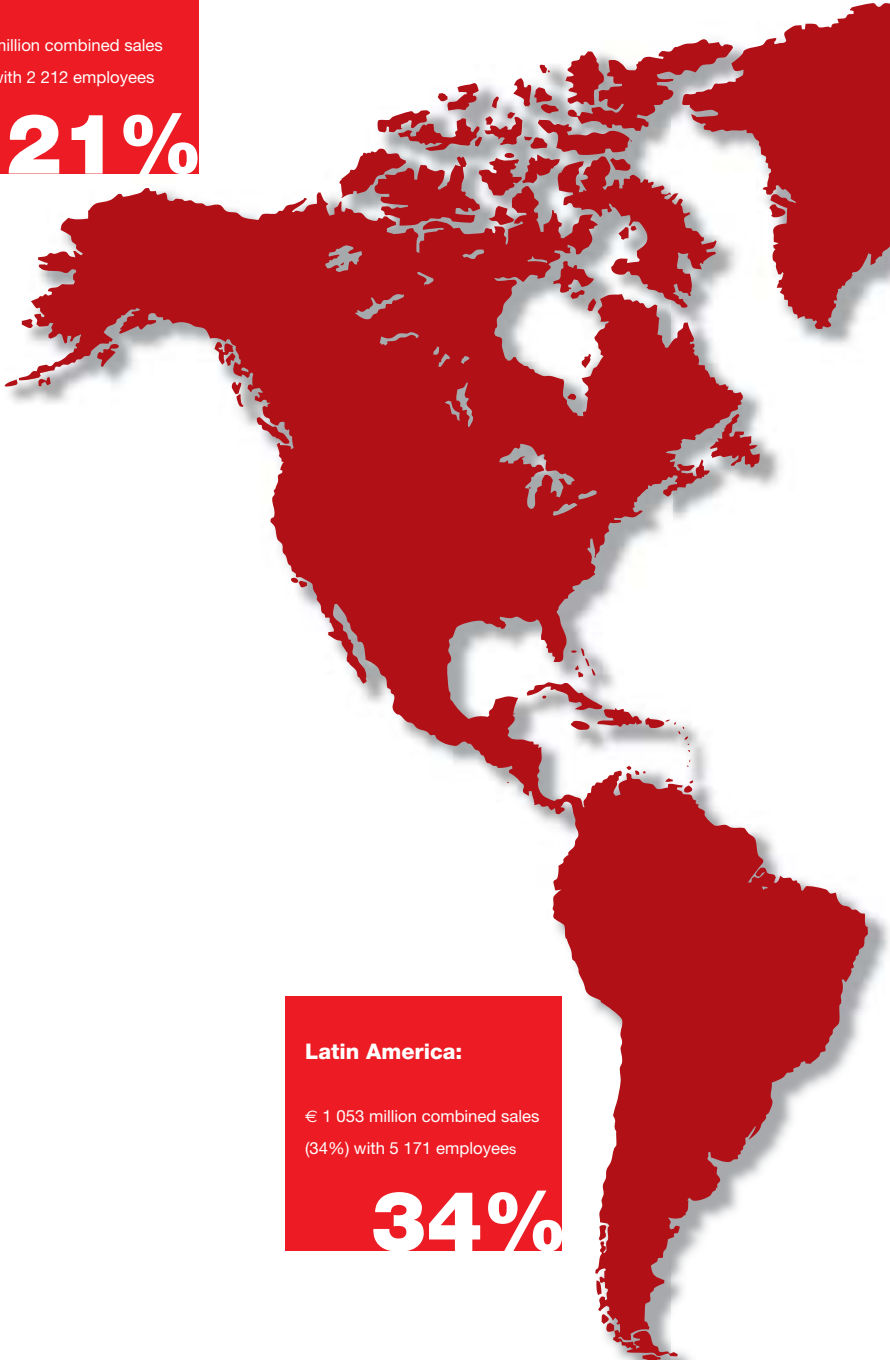 million combined sales
with 2 212 employees
21%
Latin America:
€ 1 053 million combined sales
(34%) with 5 171 employees
34%